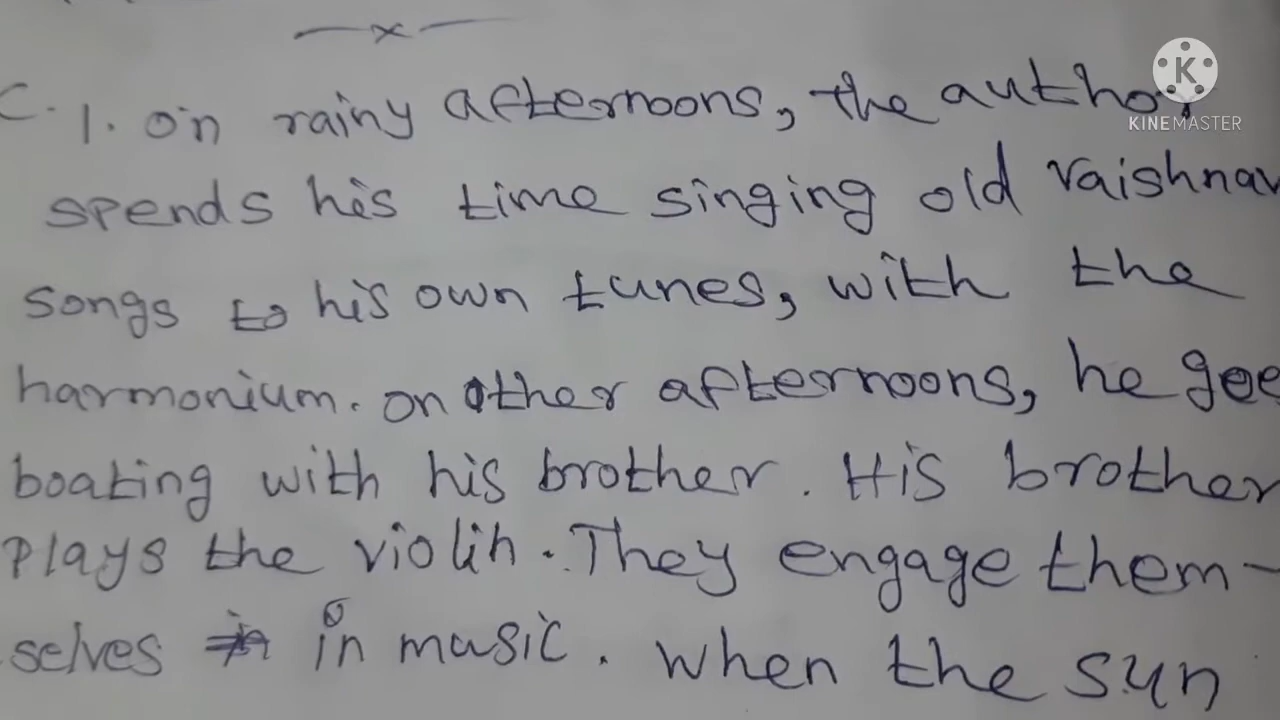 — x —
C. 1. on rainy afternoons, the author
KINEMASTER
spends his time singing old Vaishnav
songs to his own tunes, with the
harmonium. on other afternoons, he goe
boating with his brother. His brother
plays the violin. They engage them-
selves in music. When the sun